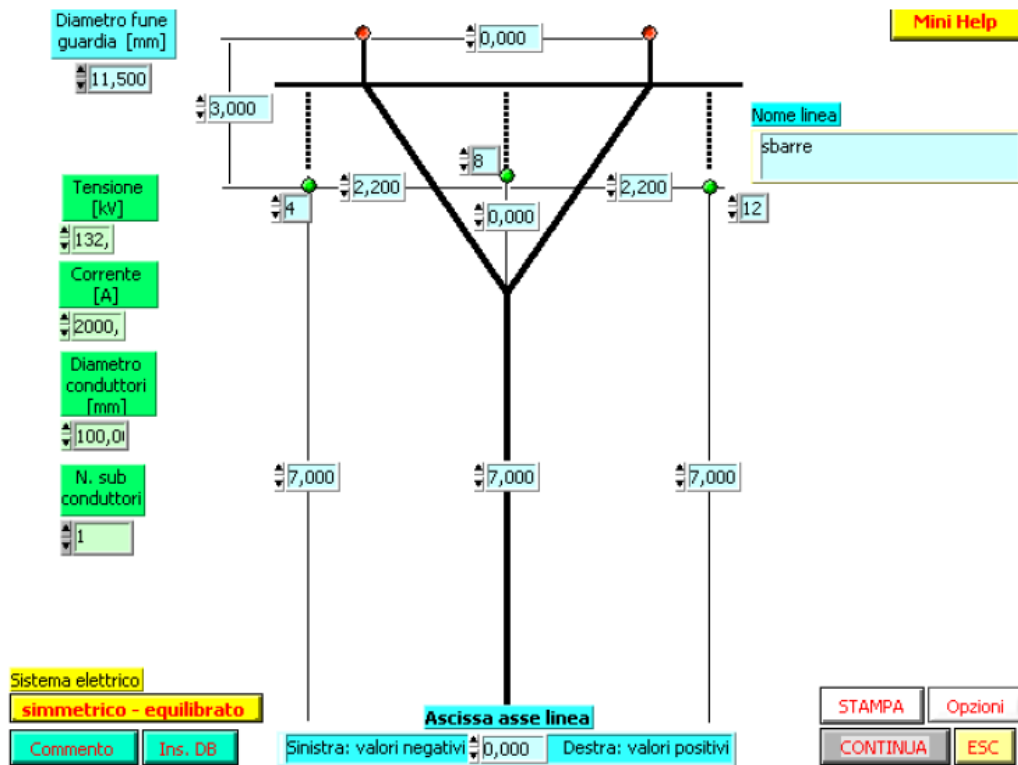 Diametro fune
guardia [mm]
11,500
0,000
Mini Help
3,000
Nome linea
sbarre
8
Tensione
[kV]
132,
2,200
2,200
4
0,000
12
Corrente
[A]
2000,
Diametro
conduttori
[mm]
100,0
N. sub
conduttori
1
7,000
7,000
7,000
Sistema elettrico
simmetrico - equilibrato
Commento
Ins. DB
Ascissa asse linea
Sinistra: valori negativi
0,000
Destra: valori positivi
STAMPA
Opzioni
CONTINUA
ESC